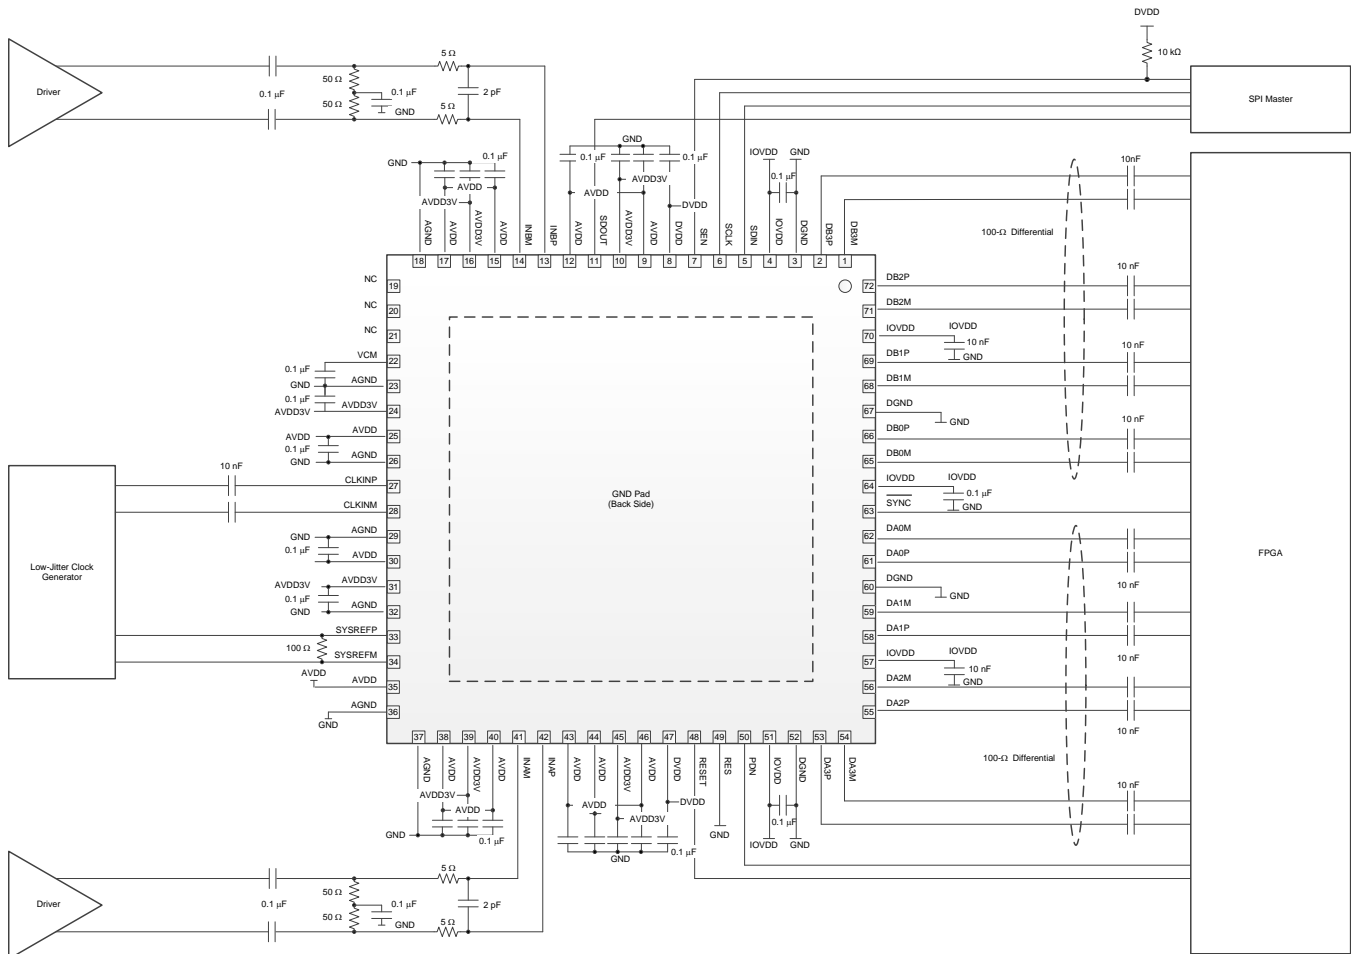 DVDD
10 kΩ
SPI Master
Driver
0.1 µF
5 Ω
50 Ω
50 Ω
0.1 µF
GND
5 Ω
2 pF
GND
0.1 µF
AVDD
AVDD3V
GND
0.1 µF
0.1 µF
AVDD3V
AVDD
DVDD
IOVDD
GND
0.1 µF
10nF
100-Ω Differential
AGND
AVDD
AVDD3V
AVDD
INBM
INBP
AVDD
SDOUT
AVDD3V
AVDD
DVDD
SEN
SCLK
SDIN
IOVDD
DGND
DB3P
DB3M
18
17
16
15
14
13
12
11
10
9
8
7
6
5
4
3
2
1
NC
19
NC
20
NC
21
VCM
22
0.1 µF
GND
AGND
23
0.1 µF
AVDD3V
AVDD3V
24
AVDD
AVDD
25
0.1 µF
GND
AGND
26
10 nF
CLKINP
27
CLKINM
28
GND
AGND
29
0.1 µF
AVDD
30
Low-Jitter Clock
Generator
AVDD3V
AVDD3V
31
0.1 µF
GND
AGND
32
SYSREFP
33
100 Ω
SYSREFM
34
AVDD
AVDD
35
AGND
36
GND
GND Pad
(Back Side)
72
DB2P
10 nF
71
DB2M
70
IOVDD
IOVDD
10 nF
GND
69
DB1P
10 nF
68
DB1M
67
DGND
GND
66
DB0P
10 nF
65
DB0M
64
IOVDD
IOVDD
0.1 µF
GND
63
SYNC
62
DA0M
61
DA0P
10 nF
60
DGND
GND
59
DA1M
58
DA1P
10 nF
57
IOVDD
IOVDD
10 nF
GND
56
DA2M
55
DA2P
10 nF
FPGA
37
38
39
40
41
42
43
44
45
46
47
48
49
50
51
52
53
54
AGND
AVDD
AVDD3V
AVDD
INAM
INAP
AVDD
AVDD
AVDD3V
AVDD
DVDD
RESET
RES
PDN
IOVDD
DGND
DA3P
DA3M
100-Ω Differential
10 nF
AVDD3V
AVDD
GND
0.1 µF
AVDD
AVDD3V
DVDD
GND
0.1 µF
GND
0.1 µF
IOVDD
GND
Driver
0.1 µF
5 Ω
50 Ω
50 Ω
0.1 µF
GND
5 Ω
2 pF